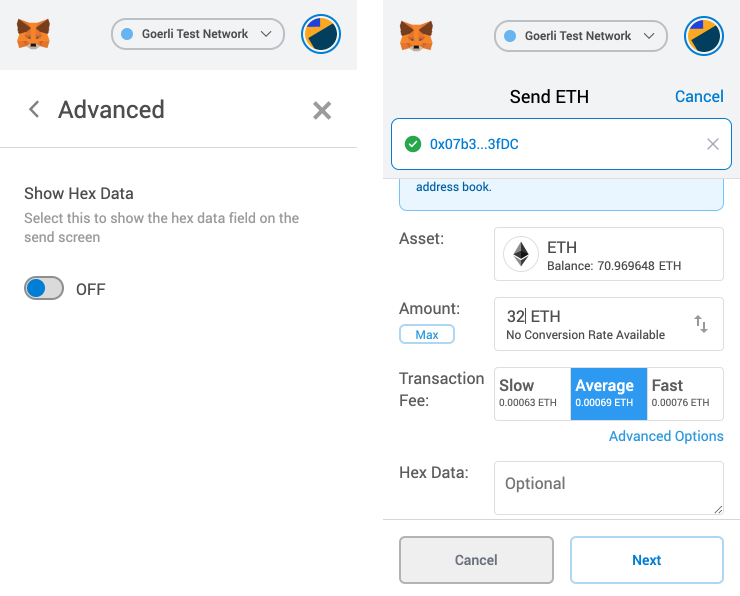 Goerli Test Network
Advanced
Show Hex Data
Select this to show the hex data field on the
send screen
OFF
Goerli Test Network
Send ETH
Cancel
0x07b3...3fDC
address book.
Asset:
ETH
Balance: 70.969648 ETH
Amount:
Max
32 ETH
No Conversion Rate Available
Transaction
Fee:
Slow
0.00063 ETH
Average
0.00069 ETH
Fast
0.00076 ETH
Advanced Options
Hex Data:
Optional
Cancel
Next